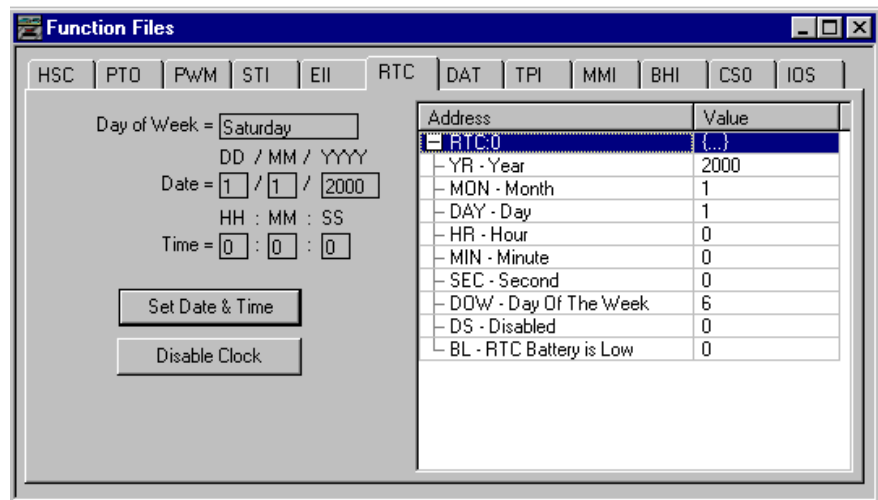 Function Files
HSC PTO PWM STI EII RTC DAT TPI MMI BHI CS0 IOS
Day of Week = Saturday
DD / MM / YYYY
Date = 1 / 1 / 2000
HH : MM : SS
Time = 0 : 0 : 0
Set Date & Time
Disable Clock
Address Value
RTC:0 {...}
YR - Year 2000
MON - Month 1
DAY - Day 1
HR - Hour 0
MIN - Minute 0
SEC - Second 0
DOW - Day Of The Week 6
DS - Disabled 0
BL - RTC Battery is Low 0